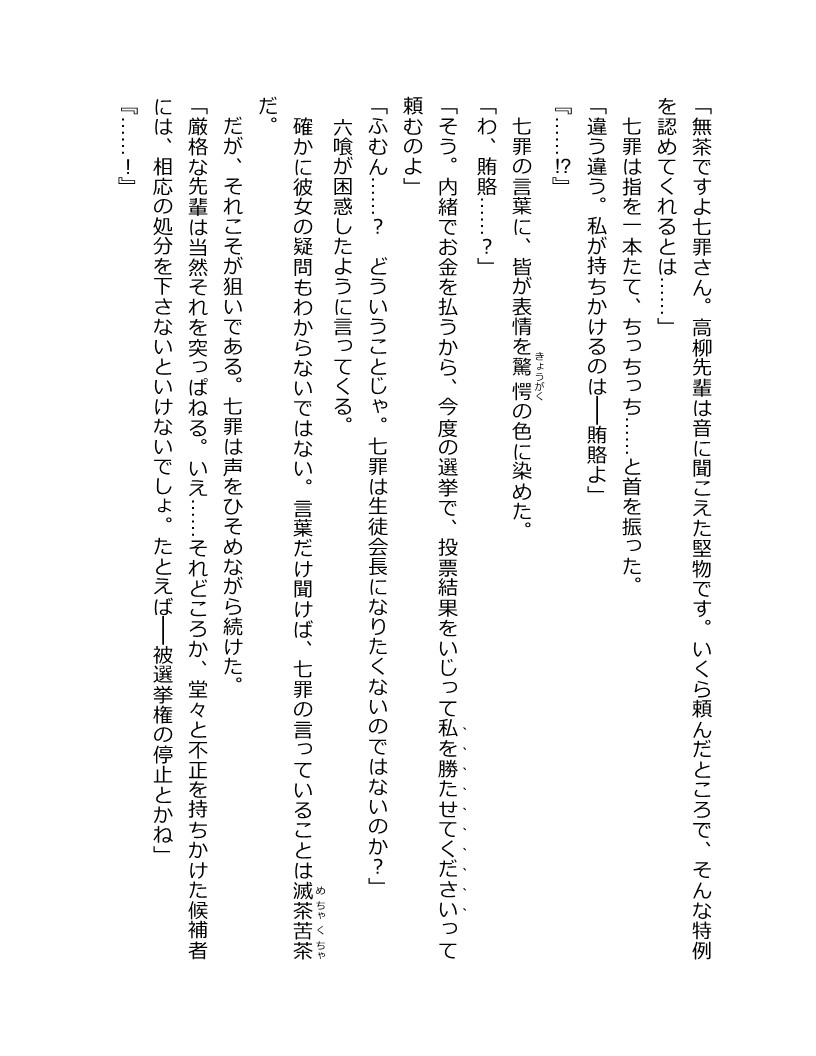 「無茶ですよ七罪さん。高柳先輩は音に聞こえた堅物です。いくら頼んだところで、そんな特例
を認めてくれるとは……」
　七罪は指を一本たて、ちっちっち……と首を振った。
「違う違う。私が持ちかけるのは――賄賂よ」
『……!?』
　七罪の言葉に、皆が表情を驚愕の色に染めた。
「わ、賄賂……？」
「そう。内緒でお金を払うから、今度の選挙で、投票結果をいじって私を勝たせてくださいって
頼むのよ」
「ふむん……？　どういうことじゃ。七罪は生徒会長になりたくないのではないのか？」
　六喰が困惑したように言ってくる。
　確かに彼女の疑問もわからないではない。言葉だけ聞けば、七罪の言っていることは滅茶苦茶
だ。
　だが、それこそが狙いである。七罪は声をひそめながら続けた。
「厳格な先輩は当然それを突っぱねる。いえ……それどころか、堂々と不正を持ちかけた候補者
には、相応の処分を下さないといけないでしょ。たとえば――被選挙権の停止とかね」
『……！』